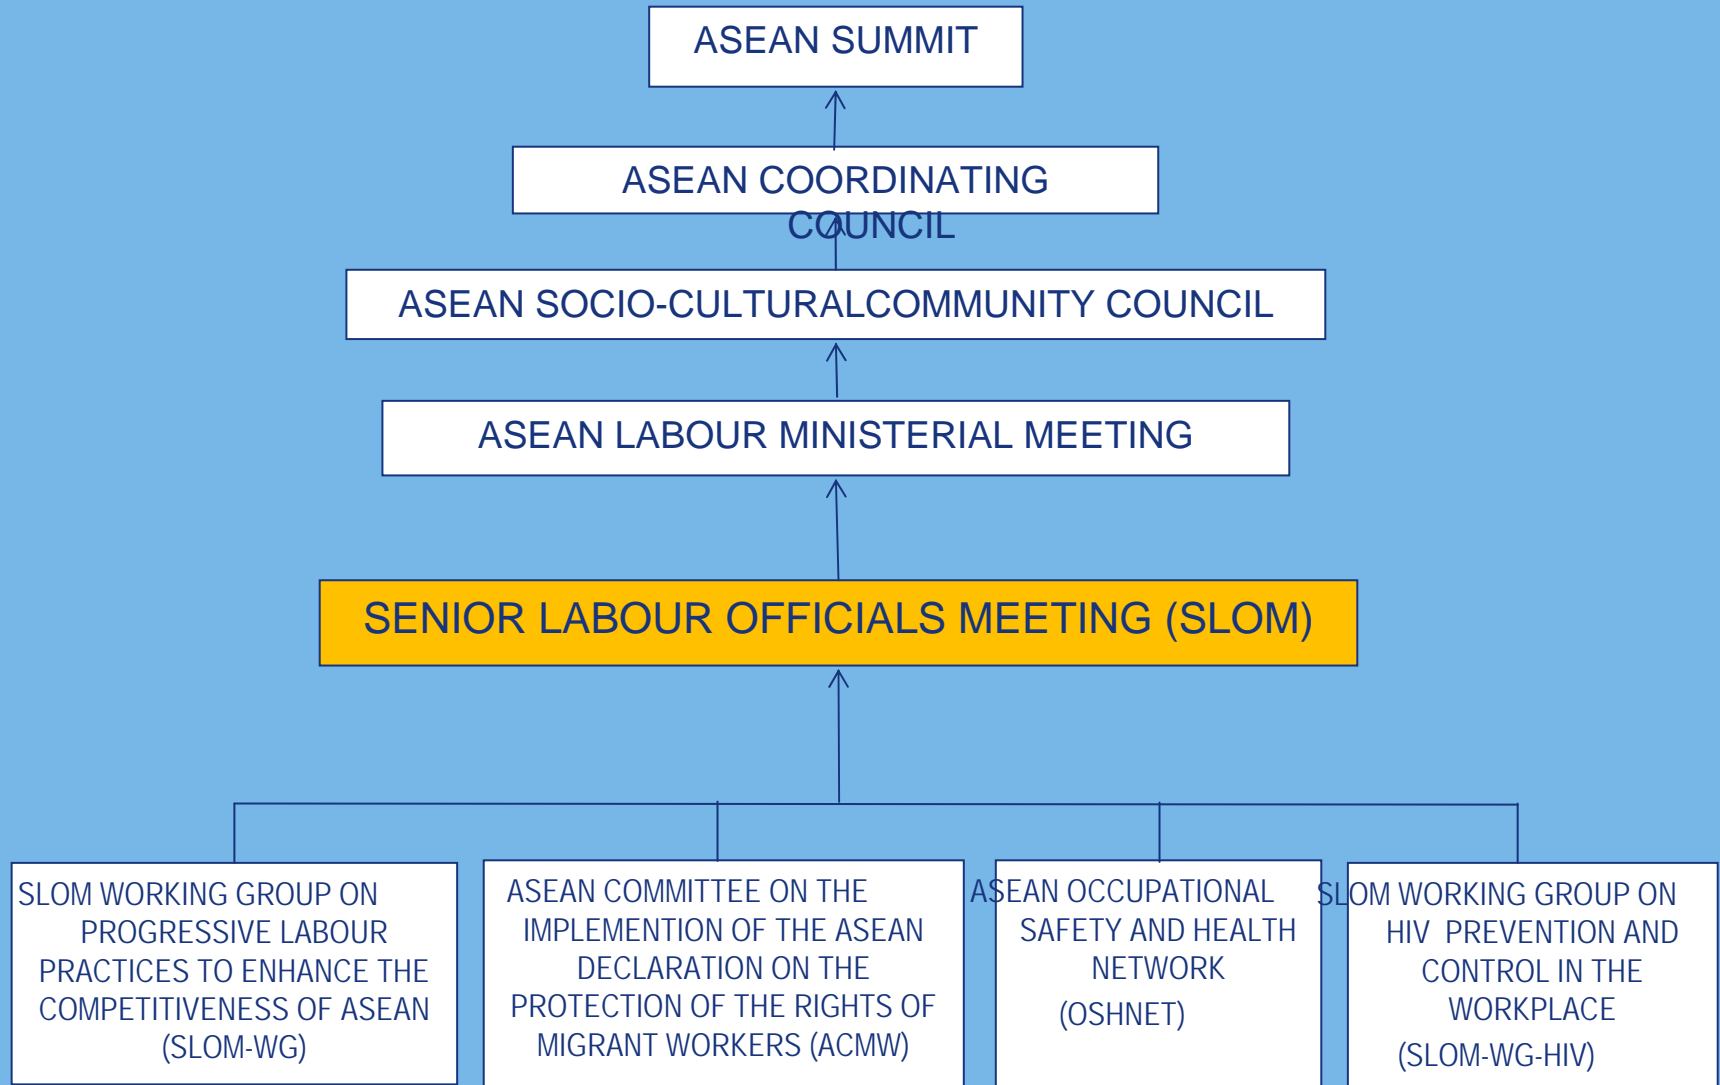 ASEAN SUMMIT
ASEAN COORDINATING
COUNCIL
ASEAN SOCIO-CULTURALCOMMUNITY COUNCIL
ASEAN LABOUR MINISTERIAL MEETING
SENIOR LABOUR OFFICIALS MEETING (SLOM)
SLOM WORKING GROUP ON
PROGRESSIVE LABOUR
PRACTICES TO ENHANCE THE
COMPETITIVENESS OF ASEAN
(SLOM-WG)
ASEAN COMMITTEE ON THE
IMPLEMENTION OF THE ASEAN
DECLARATION ON THE
PROTECTION OF THE RIGHTS OF
MIGRANT WORKERS (ACMW)
ASEAN OCCUPATIONAL
SAFETY AND HEALTH
NETWORK
(OSHNET)
SLOM WORKING GROUP ON
HIV  PREVENTION AND
CONTROL IN THE
WORKPLACE
(SLOM-WG-HIV)